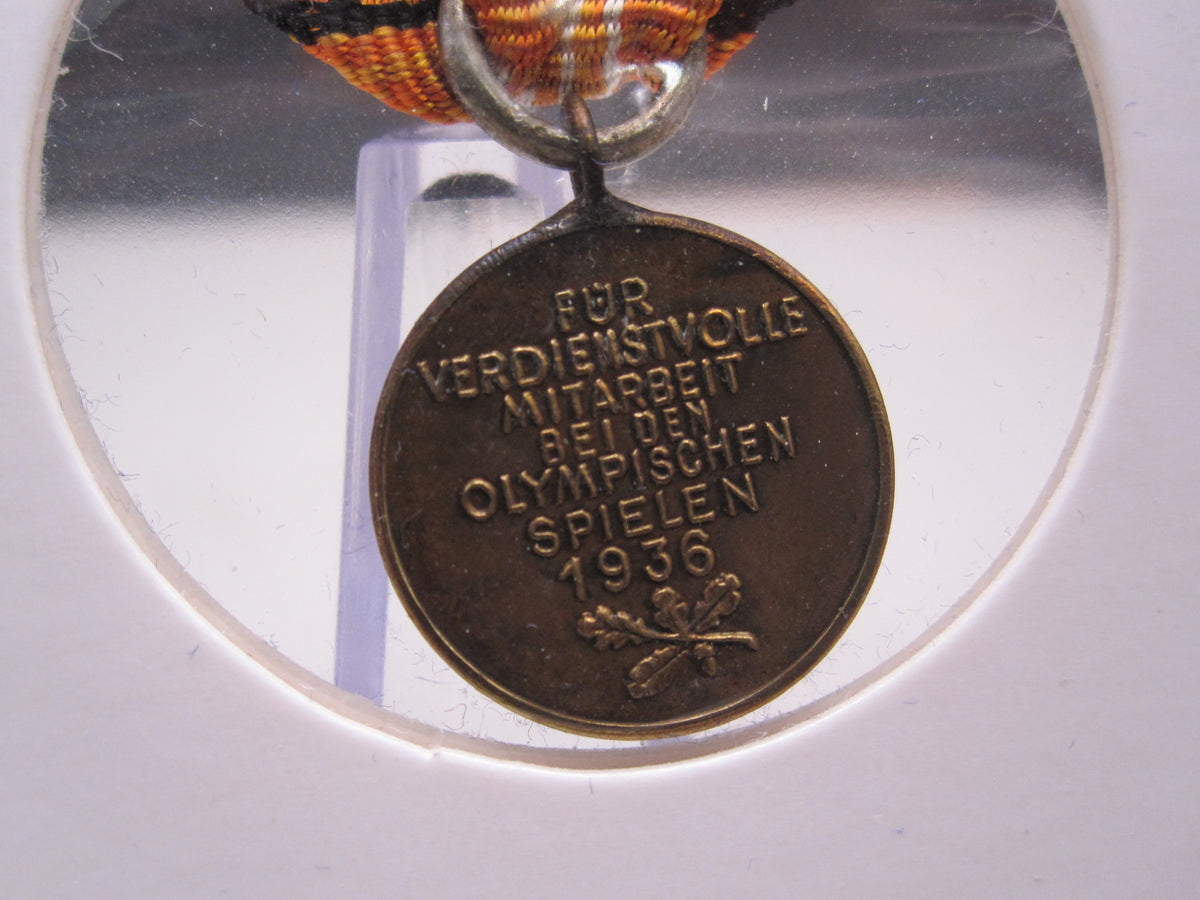 FÜR
VERDIENSTVOLLE
MITARBEIT
BEI DEN
OLYMPISCHEN
SPIELEN
1936